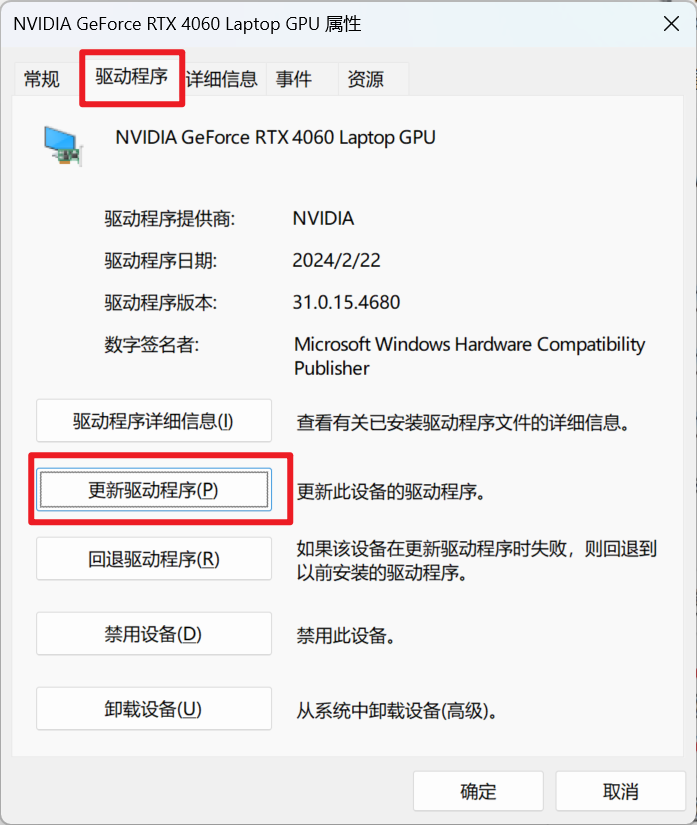 NVIDIA GeForce RTX 4060 Laptop GPU 属性
常规 驱动程序 详细信息 事件 资源
NVIDIA GeForce RTX 4060 Laptop GPU
驱动程序提供商: NVIDIA
驱动程序日期: 2024/2/22
驱动程序版本: 31.0.15.4680
数字签名者: Microsoft Windows Hardware Compatibility
Publisher
驱动程序详细信息(I) 查看有关已安装驱动程序文件的详细信息。
更新驱动程序(P) 更新此设备的驱动程序。
回退驱动程序(R) 如果该设备在更新驱动程序时失败，则回退到
以前安装的驱动程序。
禁用设备(D) 禁用此设备。
卸载设备(U) 从系统中卸载设备(高级)。
确定 取消